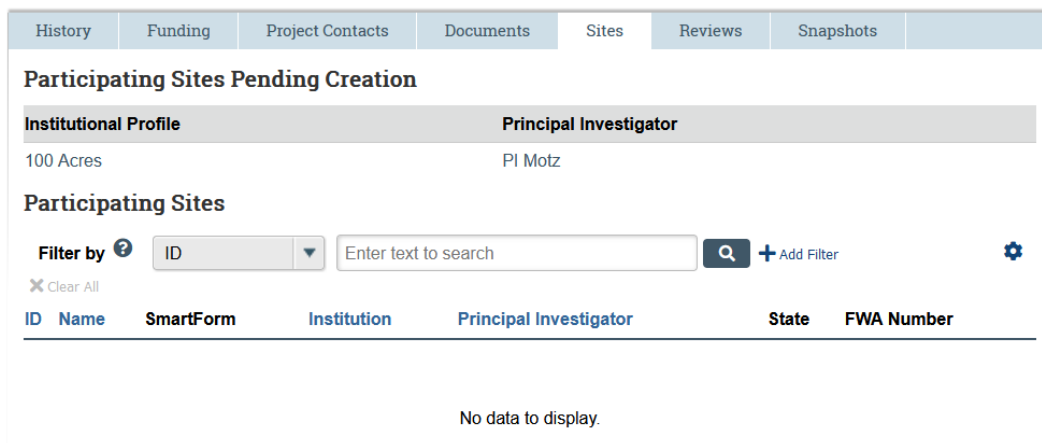 History Funding Project Contacts Documents Sites Reviews Snapshots
Participating Sites Pending Creation
Institutional Profile Principal Investigator
100 Acres PI Motz
Participating Sites
Filter by ? ID Enter text to search Add Filter
Clear All
ID Name SmartForm Institution Principal Investigator State FWA Number
No data to display.